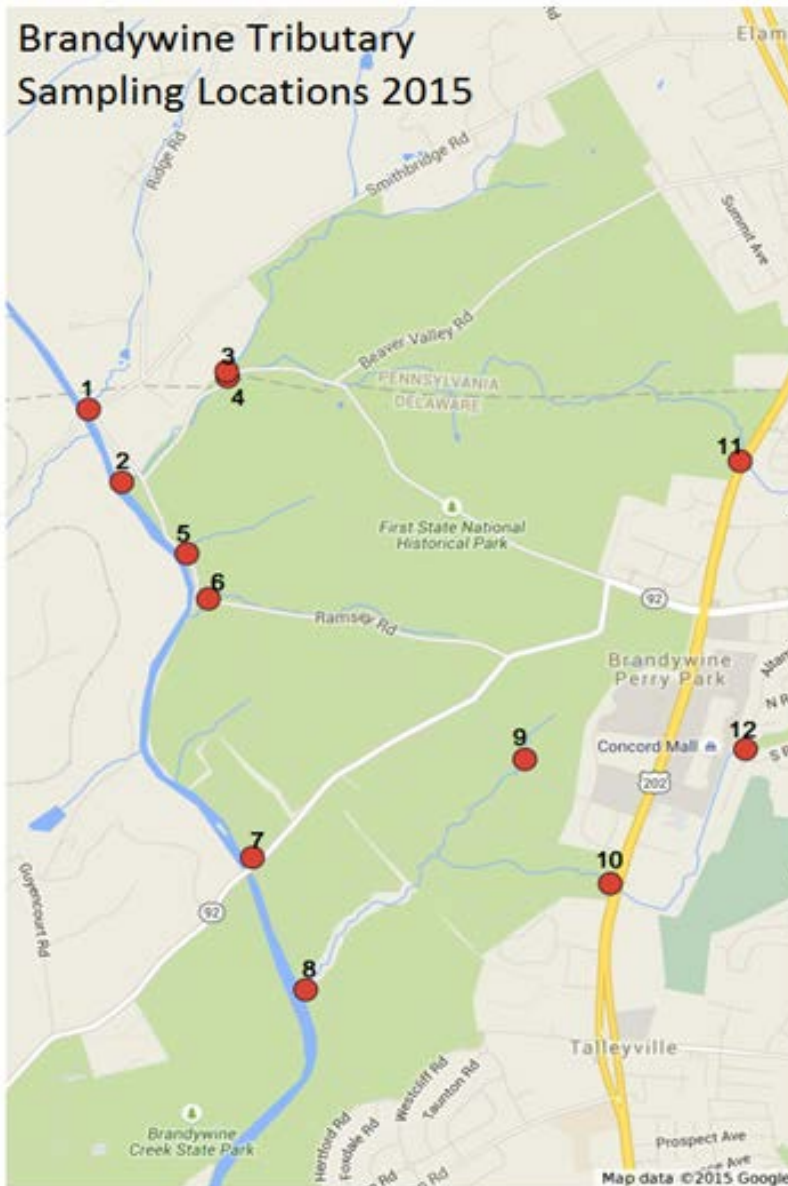 Brandywine Tributary
Sampling Locations 2015
Elam
Ridge Rd
Smithbridge Rd
Summit Ave
Beaver Valley Rd
3
PENNSYLVANIA
4
DELAWARE
1
11
2
First State National
Historical Park
5
6
92
Ramsey Rd
Brandywine
Perry Park
N R
9
Concord Mall
12
S P
202
7
10
Guyencourt Rd
92
8
Talleyville
Westcliff Rd
Taunton Rd
Brandywine
Creek State Park
Hertford Rd
Foxdale Rd
Prospect Ave
Map data ©2015 Google